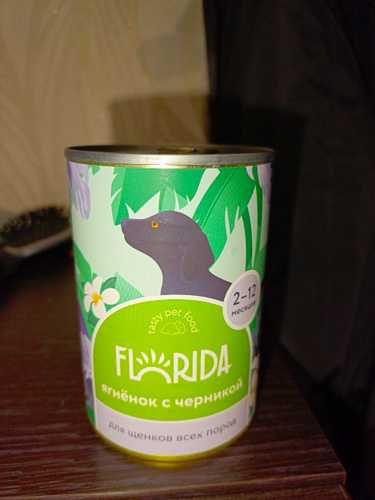 2–12
месяцев
tasty pet food
FLORIDA
ягнёнок с черникой
для щенков всех пород